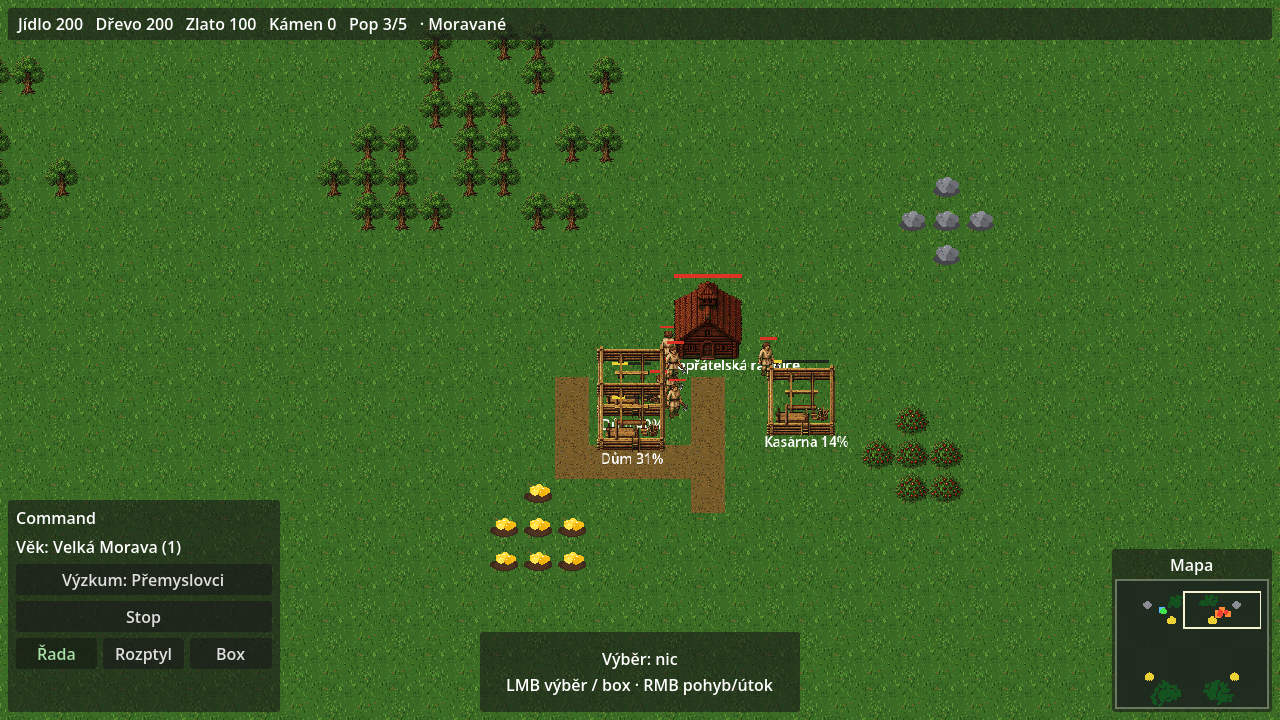 Jídlo 200 Dřevo 200 Zlato 100 Kámen 0 Pop 3/5 · Moravané
Kasárna 14%
Dům 31%
Command
Věk: Velká Morava (1)
Výzkum: Přemyslovci
Stop
Řada Rozptyl Box
Výběr: nic
LMB výběr / box · RMB pohyb/útok
Mapa